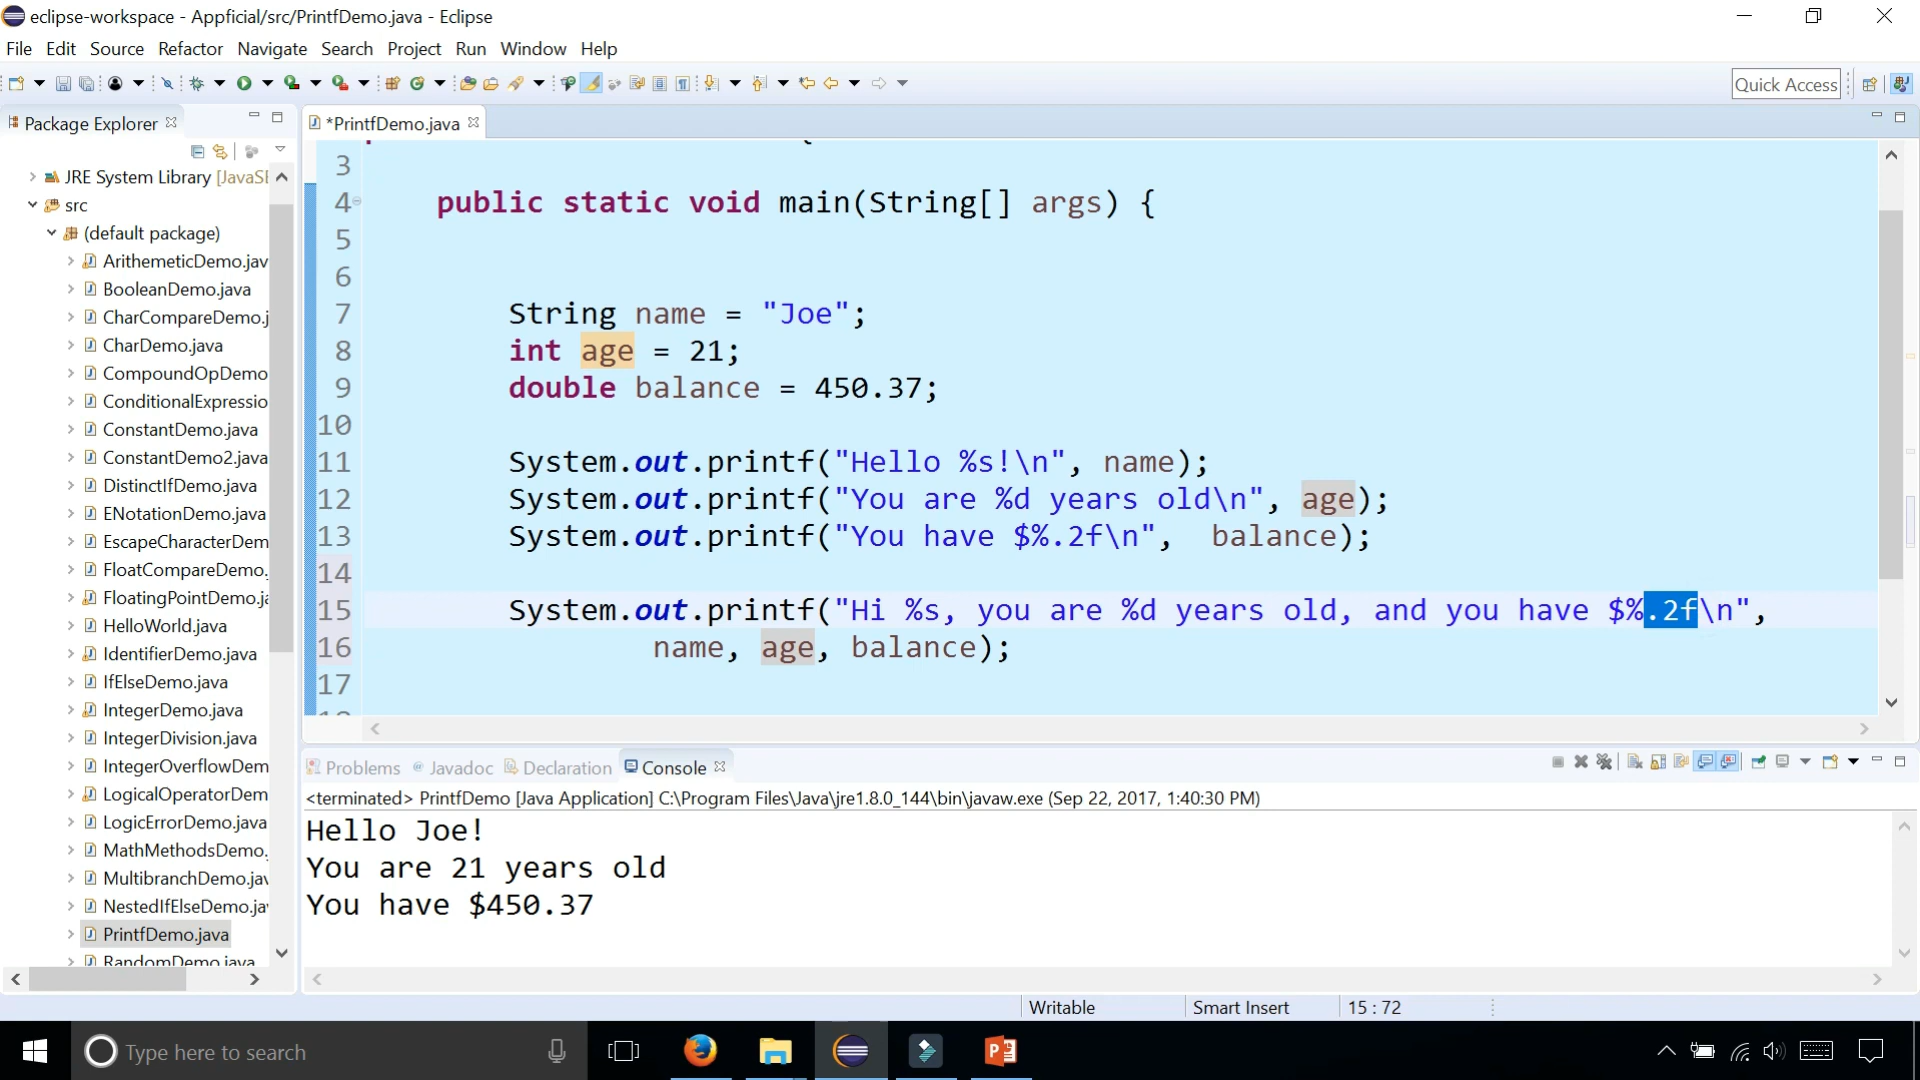 eclipse-workspace - Appficial/src/PrintfDemo.java - Eclipse
File Edit Source Refactor Navigate Search Project Run Window Help
Quick Access
Package Explorer
*PrintfDemo.java
JRE System Library [JavaSE
src
(default package)
ArithemeticDemo.jav
BooleanDemo.java
CharCompareDemo.j
CharDemo.java
CompoundOpDemo
ConditionalExpressio
ConstantDemo.java
ConstantDemo2.java
DistinctIfDemo.java
ENotationDemo.java
EscapeCharacterDem
FloatCompareDemo.
FloatingPointDemo.ja
HelloWorld.java
IdentifierDemo.java
IfElseDemo.java
IntegerDemo.java
IntegerDivision.java
IntegerOverflowDem
LogicalOperatorDem
LogicErrorDemo.java
MathMethodsDemo.
MultibranchDemo.jav
NestedIfElseDemo.jav
PrintfDemo.java
RandomDemo.java
3
4 public static void main(String[] args) {
5
6
7 String name = "Joe";
8 int age = 21;
9 double balance = 450.37;
10
11 System.out.printf("Hello %s!\n", name);
12 System.out.printf("You are %d years old\n", age);
13 System.out.printf("You have $%.2f\n",  balance);
14
15 System.out.printf("Hi %s, you are %d years old, and you have $%.2f\n",
16 name, age, balance);
17
Problems Javadoc Declaration Console
<terminated> PrintfDemo [Java Application] C:\Program Files\Java\jre1.8.0_144\bin\javaw.exe (Sep 22, 2017, 1:40:30 PM)
Hello Joe!
You are 21 years old
You have $450.37
Writable Smart Insert 15 : 72
Type here to search